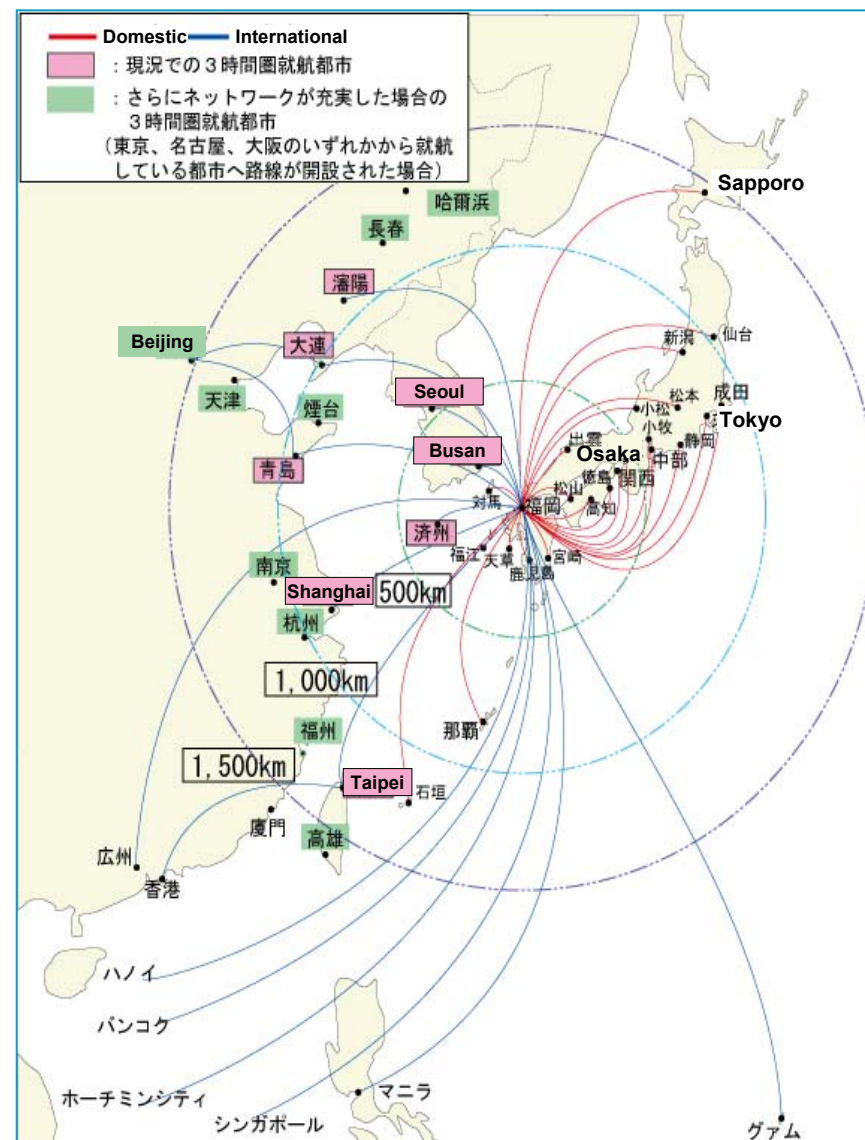 Domestic International
：現況での３時間圏就航都市
：さらにネットワークが充実した場合の
３時間圏就航都市
（東京、名古屋、大阪のいずれかから就航
している都市へ路線が開設された場合）
Sapporo
哈爾浜
長春
瀋陽
Beijing
大連
新潟
仙台
天津
煙台
Seoul
小松
松本
成田
Tokyo
小牧
静岡
青島
Busan
出雲
Osaka
中部
関西
徳島
対馬
松山
高知
福岡
済州
福江
天草
鹿児島
宮崎
南京
Shanghai
500km
杭州
1,000km
福州
那覇
1,500km
Taipei
石垣
廈門
高雄
広州
香港
ハノイ
バンコク
ホーチミンシティ
マニラ
シンガポール
グァム